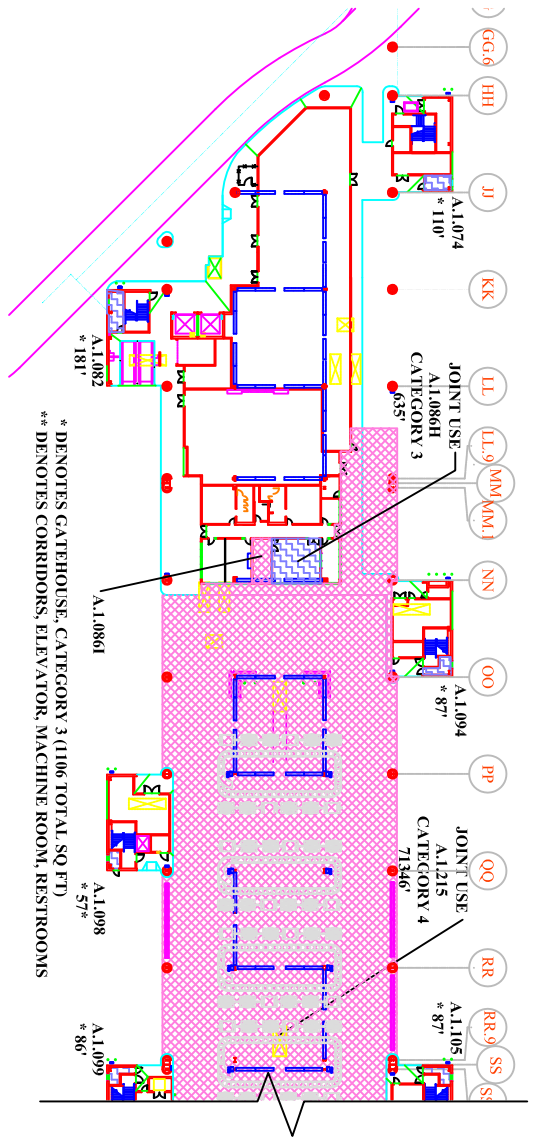 GG.6
HH
JJ
KK
LL
LL.9
MM
MM.1
NN
OO
PP
QQ
RR
RR.9
SS
A.1.074
* 110'
JOINT USE
A.1.086H
CATEGORY 3
635'
A.1.082
* 181'
A.1.086I
A.1.094
* 87'
JOINT USE
A.1.215
CATEGORY 4
71346'
A.1.098
* 57*
A.1.105
* 87'
A.1.099
* 86'
* DENOTES GATEHOUSE, CATEGORY 3 (1106 TOTAL SQ FT)
** DENOTES CORRIDORS, ELEVATOR, MACHINE ROOM, RESTROOMS